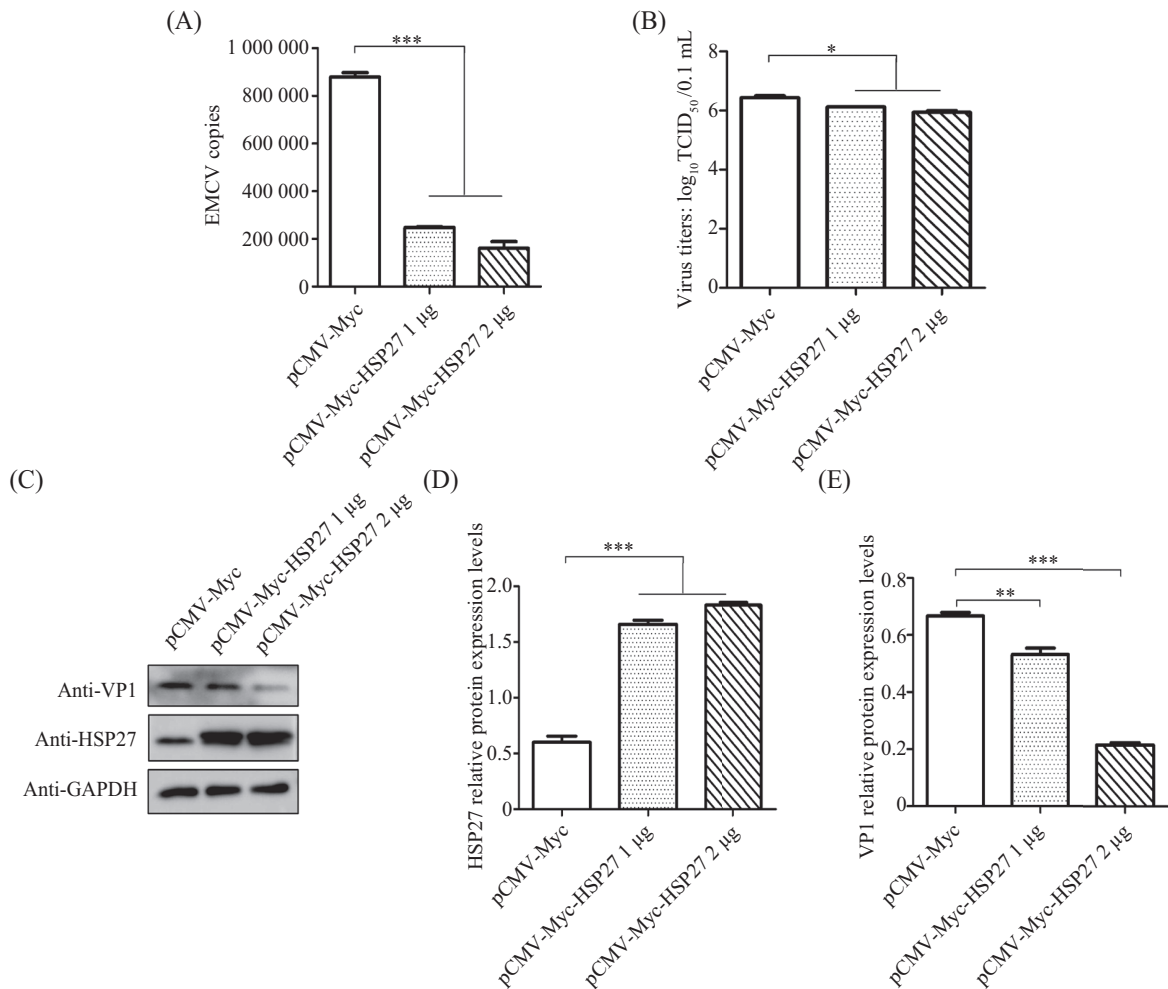 (A)
***
1 000 000
800 000
600 000
400 000
200 000
0
EMCV copies
pCMV-Myc
pCMV-Myc-HSP27 1 μg
pCMV-Myc-HSP27 2 μg
(B)
*
8
6
4
2
0
Virus titers: log10TCID50/0.1 mL
pCMV-Myc
pCMV-Myc-HSP27 1 μg
pCMV-Myc-HSP27 2 μg
(C)
pCMV-Myc
pCMV-Myc-HSP27 1 μg
pCMV-Myc-HSP27 2 μg
Anti-VP1
Anti-HSP27
Anti-GAPDH
(D)
***
2.0
1.5
1.0
0.5
0
HSP27 relative protein expression levels
pCMV-Myc
pCMV-Myc-HSP27 1 μg
pCMV-Myc-HSP27 2 μg
(E)
***
**
0.8
0.6
0.4
0.2
0
VP1 relative protein expression levels
pCMV-Myc
pCMV-Myc-HSP27 1 μg
pCMV-Myc-HSP27 2 μg